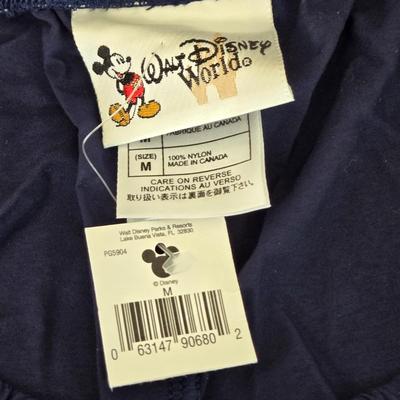 Walt Disney
World®
M
FABRIQUE AU CANADA
(SIZE)
M
100% NYLON
MADE IN CANADA
CARE ON REVERSE
INDICATIONS AU VERSO
取り扱い表示は裏面を御覧下さい。
Walt Disney Parks & Resorts
Lake Buena Vista, FL 32830
PG5904
© Disney
M
0 63147 90680 2